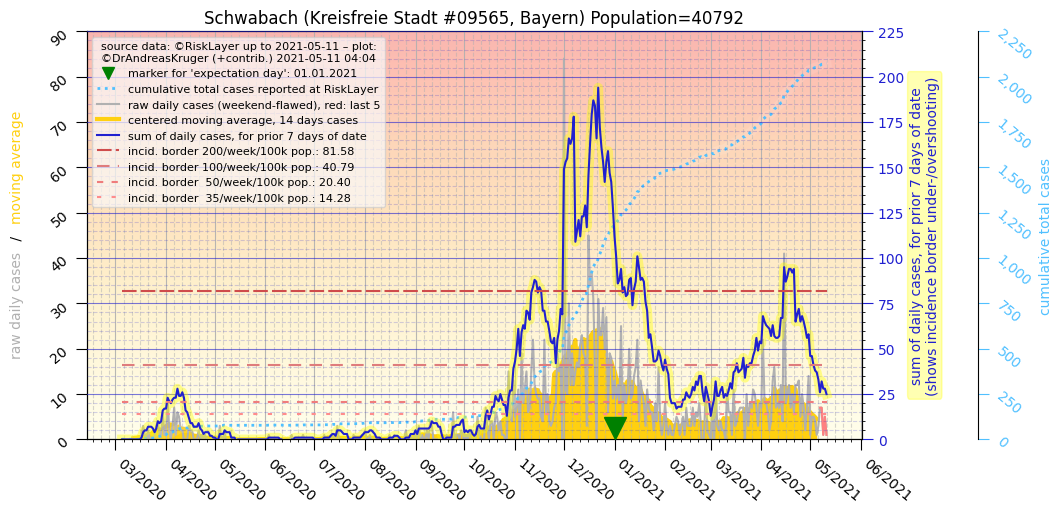 Schwabach (Kreisfreie Stadt #09565, Bayern) Population=40792
source data: ©RiskLayer up to 2021-05-11 – plot:
©DrAndreasKruger (+contrib.) 2021-05-11 04:04
marker for 'expectation day': 01.01.2021
cumulative total cases reported at RiskLayer
raw daily cases (weekend-flawed), red: last 5
centered moving average, 14 days cases
sum of daily cases, for prior 7 days of date
incid. border 200/week/100k pop.: 81.58
incid. border 100/week/100k pop.: 40.79
incid. border  50/week/100k pop.: 20.40
incid. border  35/week/100k pop.: 14.28
raw daily cases  /  moving average
90
80
70
60
50
40
30
20
10
0
225
200
175
150
125
100
75
50
25
0
sum of daily cases, for prior 7 days of date
(shows incidence border under-/overshooting)
2,250
2,000
1,750
1,500
1,250
1,000
750
500
250
0
cumulative total cases
03/2020
04/2020
05/2020
06/2020
07/2020
08/2020
09/2020
10/2020
11/2020
12/2020
01/2021
02/2021
03/2021
04/2021
05/2021
06/2021